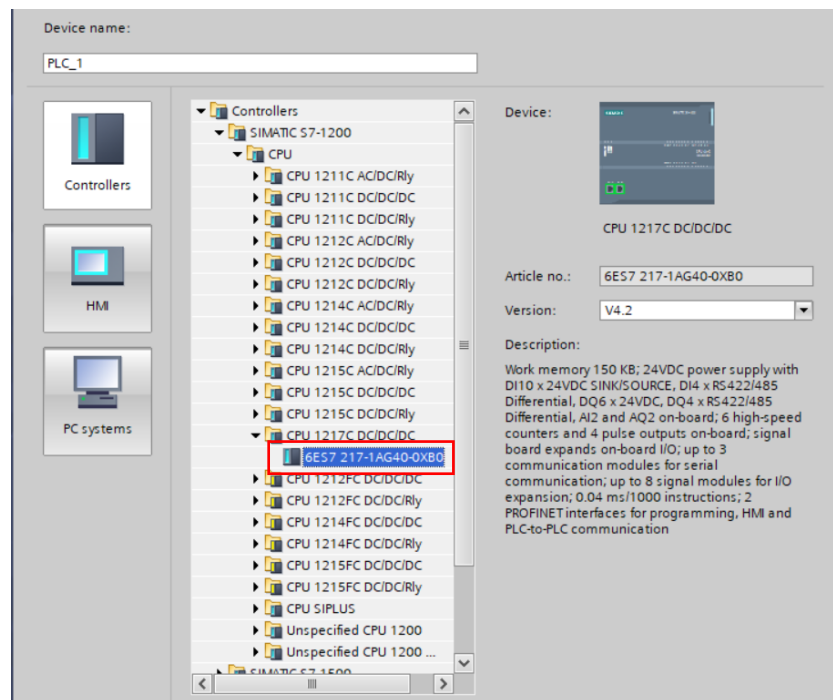 Device name:
PLC_1
Controllers
HMI
PC systems
Controllers
SIMATIC S7-1200
CPU
CPU 1211C AC/DC/Rly
CPU 1211C DC/DC/DC
CPU 1211C DC/DC/Rly
CPU 1212C AC/DC/Rly
CPU 1212C DC/DC/DC
CPU 1212C DC/DC/Rly
CPU 1214C AC/DC/Rly
CPU 1214C DC/DC/DC
CPU 1214C DC/DC/Rly
CPU 1215C AC/DC/Rly
CPU 1215C DC/DC/DC
CPU 1215C DC/DC/Rly
CPU 1217C DC/DC/DC
6ES7 217-1AG40-0XB0
CPU 1212FC DC/DC/DC
CPU 1212FC DC/DC/Rly
CPU 1214FC DC/DC/DC
CPU 1214FC DC/DC/Rly
CPU 1215FC DC/DC/DC
CPU 1215FC DC/DC/Rly
CPU SIPLUS
Unspecified CPU 1200
Unspecified CPU 1200 ...
SIMATIC S7-1500
Device:
CPU 1217C DC/DC/DC
Article no.: 6ES7 217-1AG40-0XB0
Version: V4.2
Description:
Work memory 150 KB; 24VDC power supply with
DI10 x 24VDC SINK/SOURCE, DI4 x RS422/485
Differential, DQ6 x 24VDC, DQ4 x RS422/485
Differential, AI2 and AQ2 on-board; 6 high-speed
counters and 4 pulse outputs on-board; signal
board expands on-board I/O; up to 3
communication modules for serial
communication; up to 8 signal modules for I/O
expansion; 0.04 ms/1000 instructions; 2
PROFINET interfaces for programming, HMI and
PLC-to-PLC communication